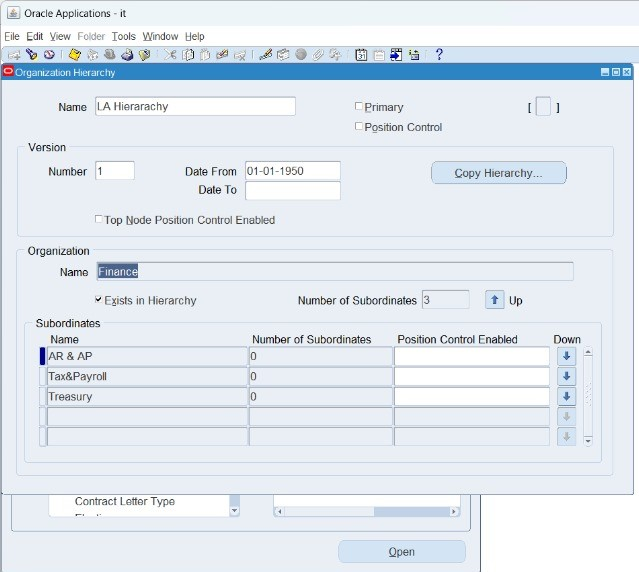 Oracle Applications - it
File Edit View Folder Tools Window Help
Organization Hierarchy
Name LA Hierarachy Primary [ ]
Position Control
Version
Number 1 Date From 01-01-1950 Copy Hierarchy...
Date To
Top Node Position Control Enabled
Organization
Name Finance
Exists in Hierarchy Number of Subordinates 3 Up
Subordinates
Name Number of Subordinates Position Control Enabled Down
AR & AP 0
Tax&Payroll 0
Treasury 0
Contract Letter Type
Open